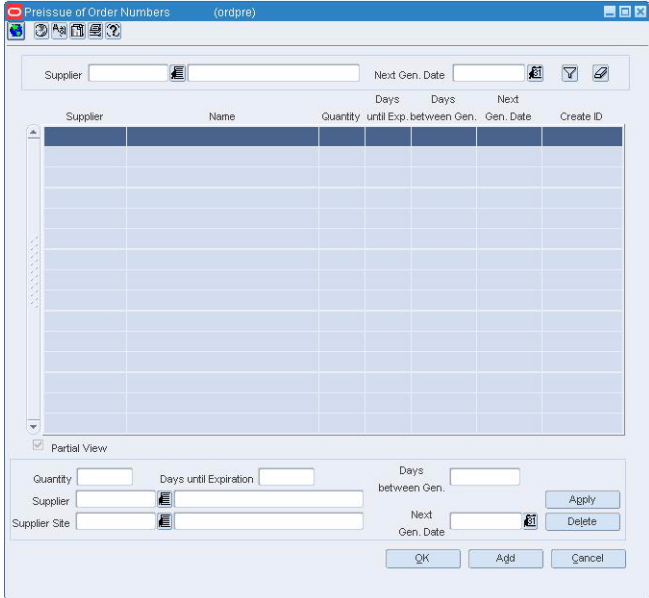 Preissue of Order Numbers (ordpre)
Supplier Next Gen. Date
Days Days Next
Supplier Name Quantity until Exp. between Gen. Gen. Date Create ID
Partial View
Quantity Days until Expiration Days between Gen.
Supplier Apply
Supplier Site Next Gen. Date Delete
OK Add Cancel